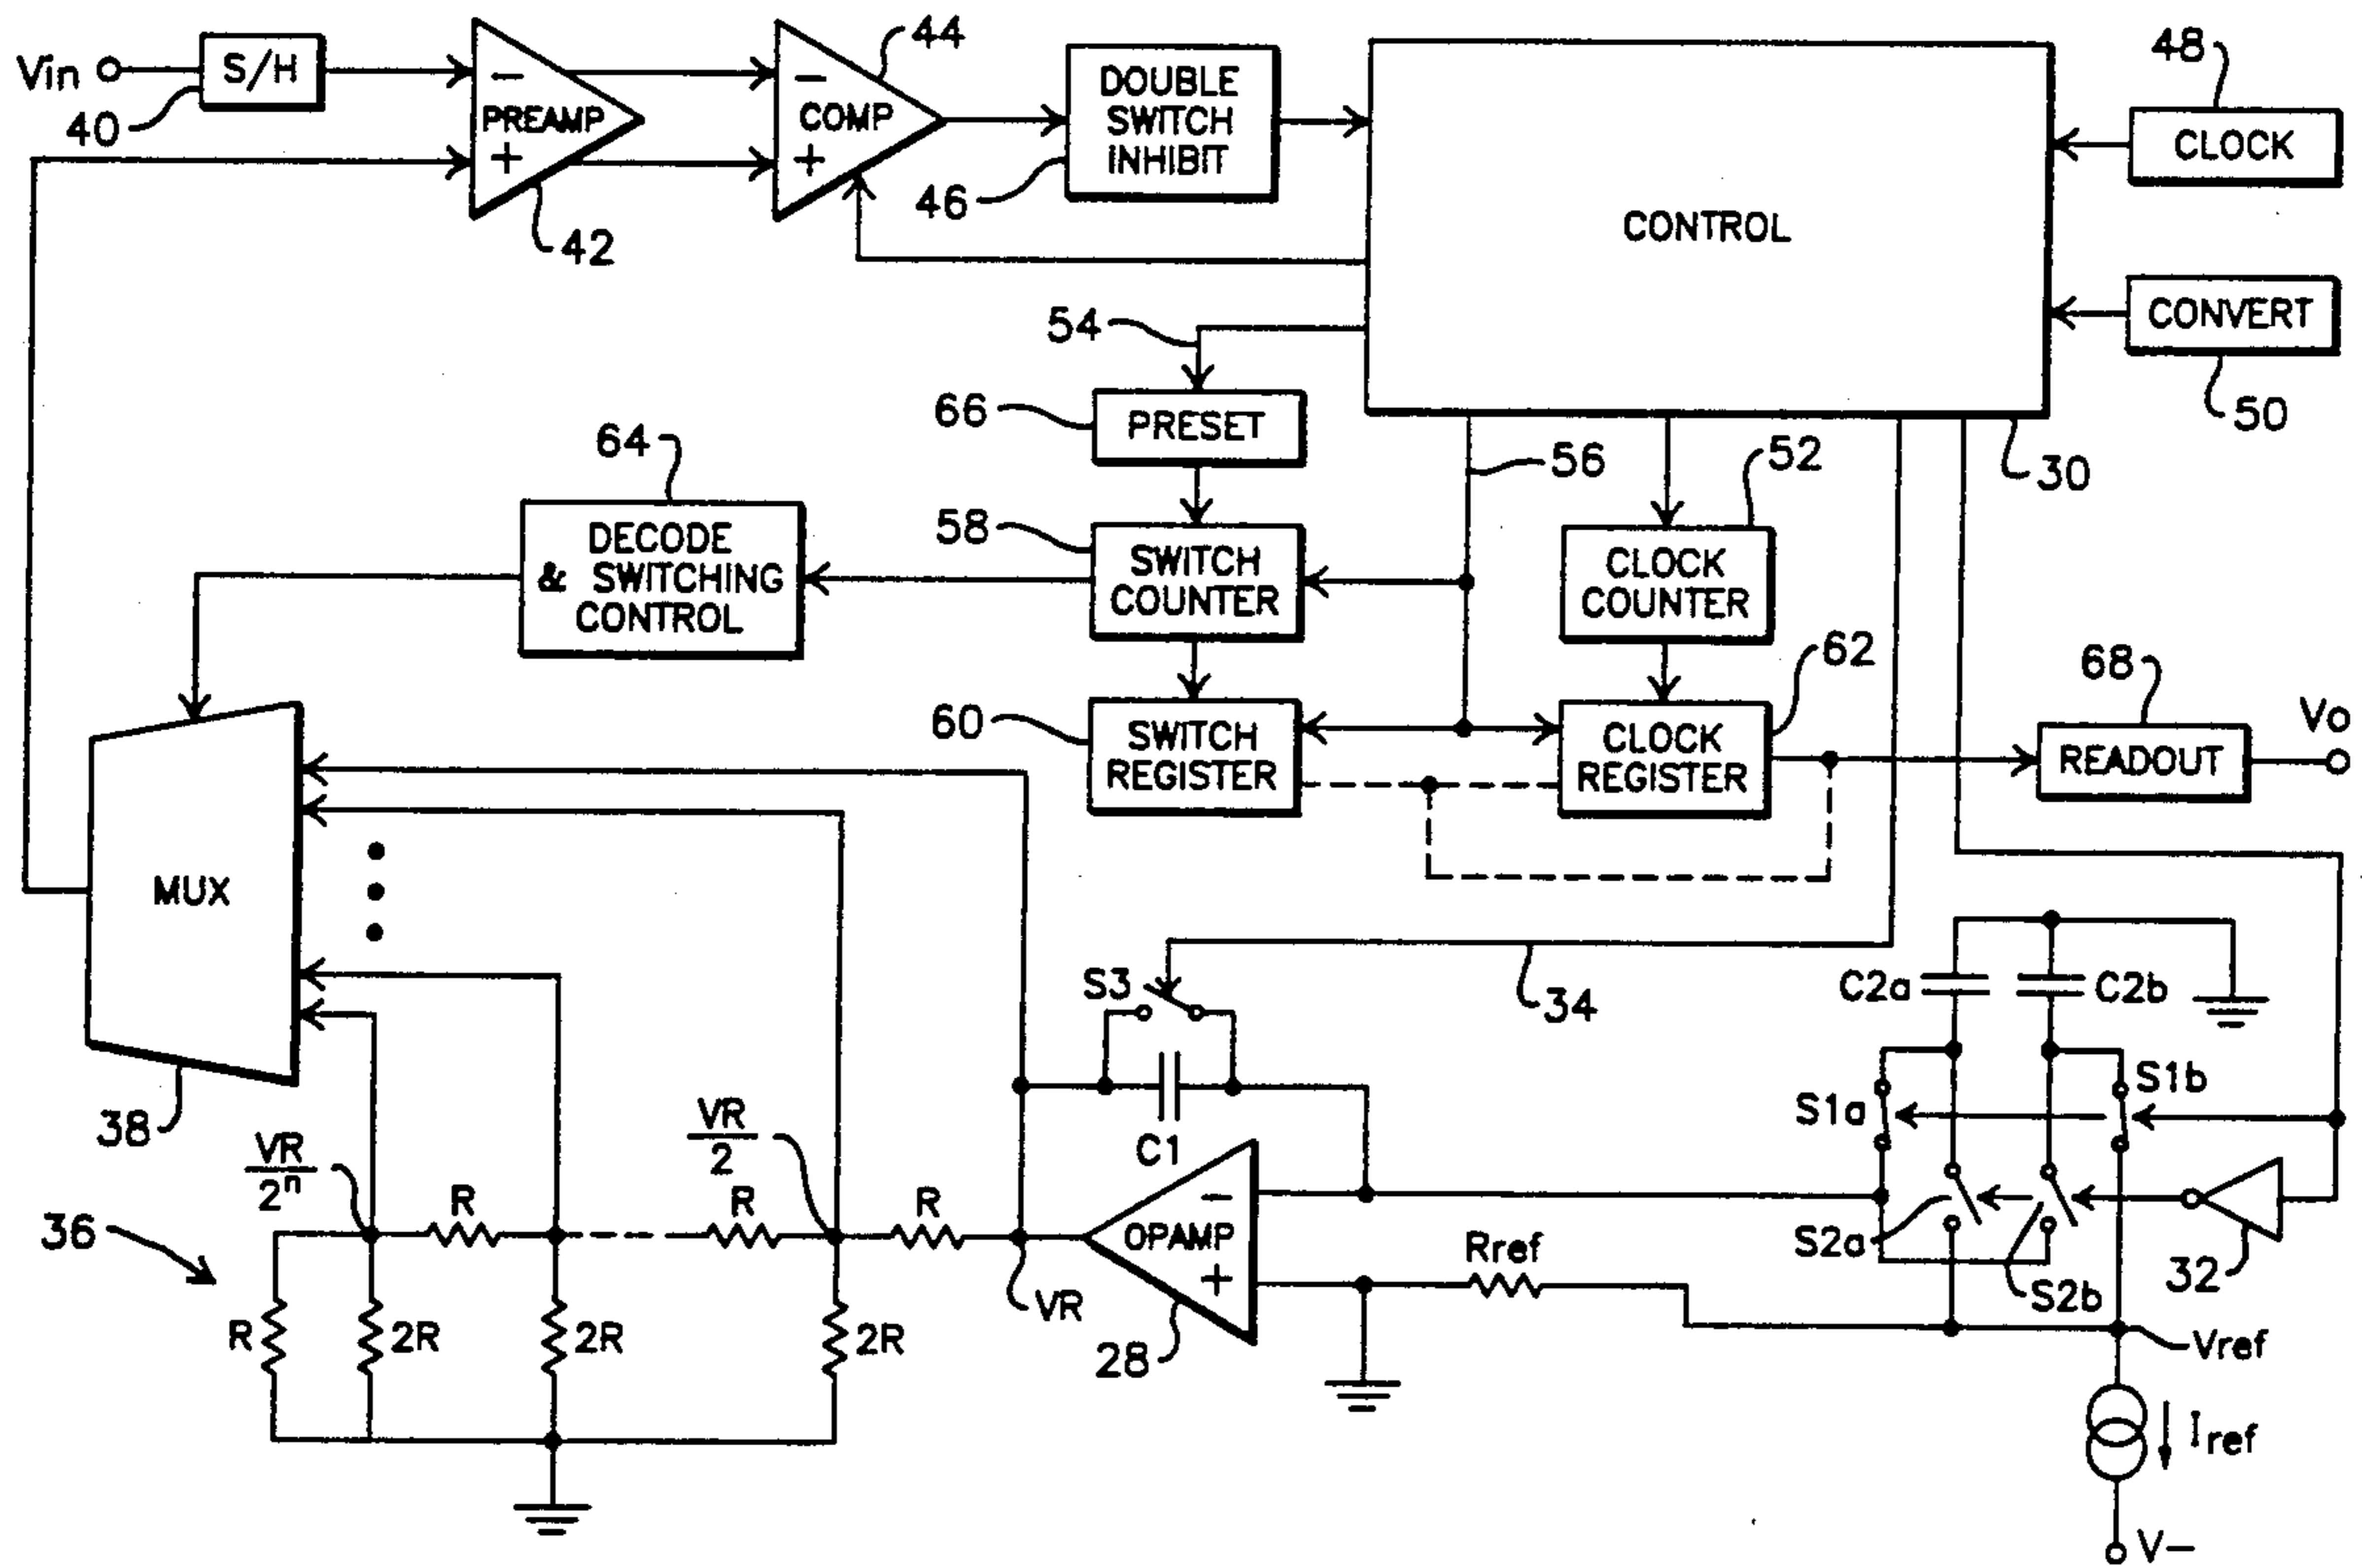 Vin
S/H
40
−
PREAMP
+
42
−
COMP
+
44
DOUBLE
SWITCH
INHIBIT
46
CONTROL
48
CLOCK
CONVERT
50
30
54
66
PRESET
56
52
64
DECODE
& SWITCHING
CONTROL
58
SWITCH
COUNTER
CLOCK
COUNTER
62
60
SWITCH
REGISTER
CLOCK
REGISTER
68
READOUT
Vo
MUX
38
S3
34
C1
C2a
C2b
S1a
S1b
S2a
S2b
32
VR
2ⁿ
VR
2
36
R
R
R
VR
−
OPAMP
+
28
Rref
R
2R
2R
2R
Vref
Iref
V−